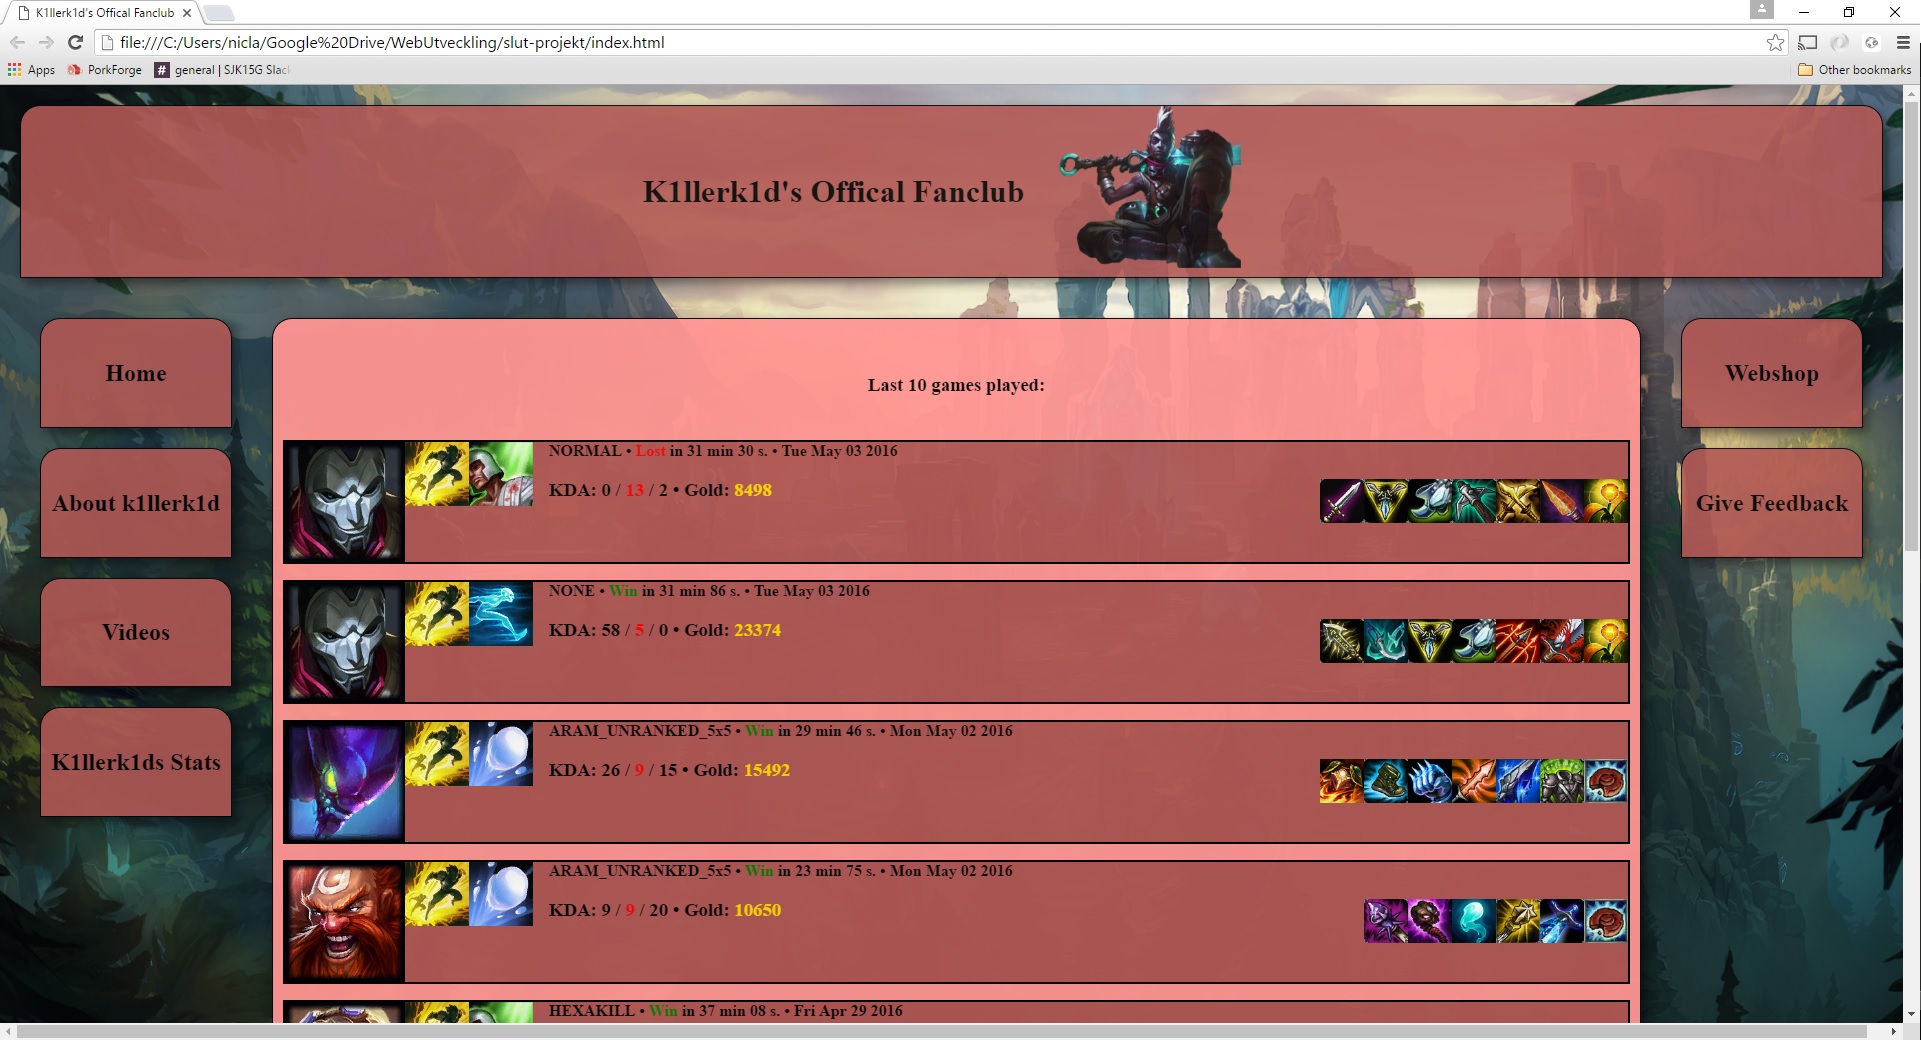 K1llerk1d's Offical Fanclub
file:///C:/Users/nicla/Google%20Drive/WebUtveckling/slut-projekt/index.html
Apps PorkForge # general | SJK15G Slac Other bookmarks
K1llerk1d's Offical Fanclub
Home
About k1llerk1d
Videos
K1llerk1ds Stats
Last 10 games played:
NORMAL • Lost in 31 min 30 s. • Tue May 03 2016
KDA: 0 / 13 / 2 • Gold: 8498
NONE • Win in 31 min 86 s. • Tue May 03 2016
KDA: 58 / 5 / 0 • Gold: 23374
ARAM_UNRANKED_5x5 • Win in 29 min 46 s. • Mon May 02 2016
KDA: 26 / 9 / 15 • Gold: 15492
ARAM_UNRANKED_5x5 • Win in 23 min 75 s. • Mon May 02 2016
KDA: 9 / 9 / 20 • Gold: 10650
HEXAKILL • Win in 37 min 08 s. • Fri Apr 29 2016
Webshop
Give Feedback